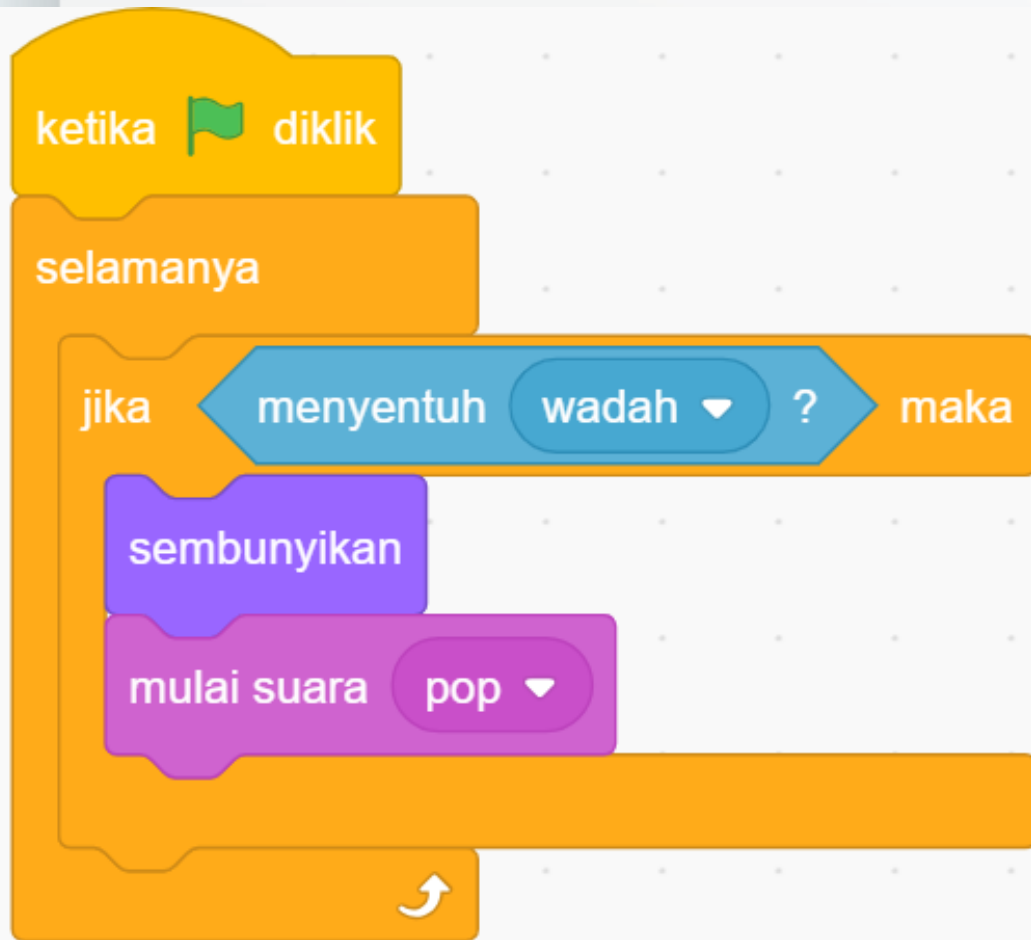 ketika diklik
selamanya
jika menyentuh wadah ? maka
sembunyikan
mulai suara pop